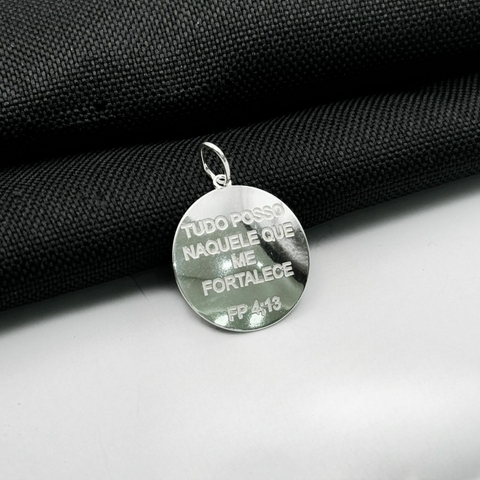 TUDO POSSO
NAQUELE QUE
ME
FORTALECE
FP 4:13